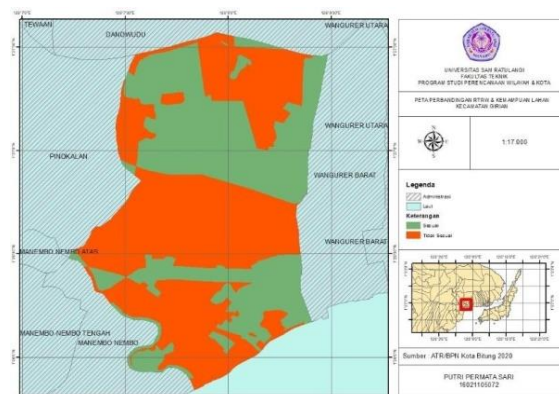 TEWAAN
DANOWUDU
WANGURER UTARA
WANGURER UTARA
PINOKALAN
WANGURER BARAT
WANGURER BARAT
MANEMBO NEMBO ATAS
MANEMBO-NEMBO TENGAH
MANEMBO NEMBO
UNIVERSITAS SAM RATULANGI
FAKULTAS TEKNIK
PROGRAM STUDI PERENCANAAN WILAYAH & KOTA
PETA PERBANDINGAN RTRW & KEMAMPUAN LAHAN
KECAMATAN GIRIAN
N
S
1:17.000
Legenda
Administrasi
Laut
Keterangan
Sesuai
Tidak Sesuai
Sumber : ATR/BPN Kota Bitung 2020
PUTRI PERMATA SARI
16021105072